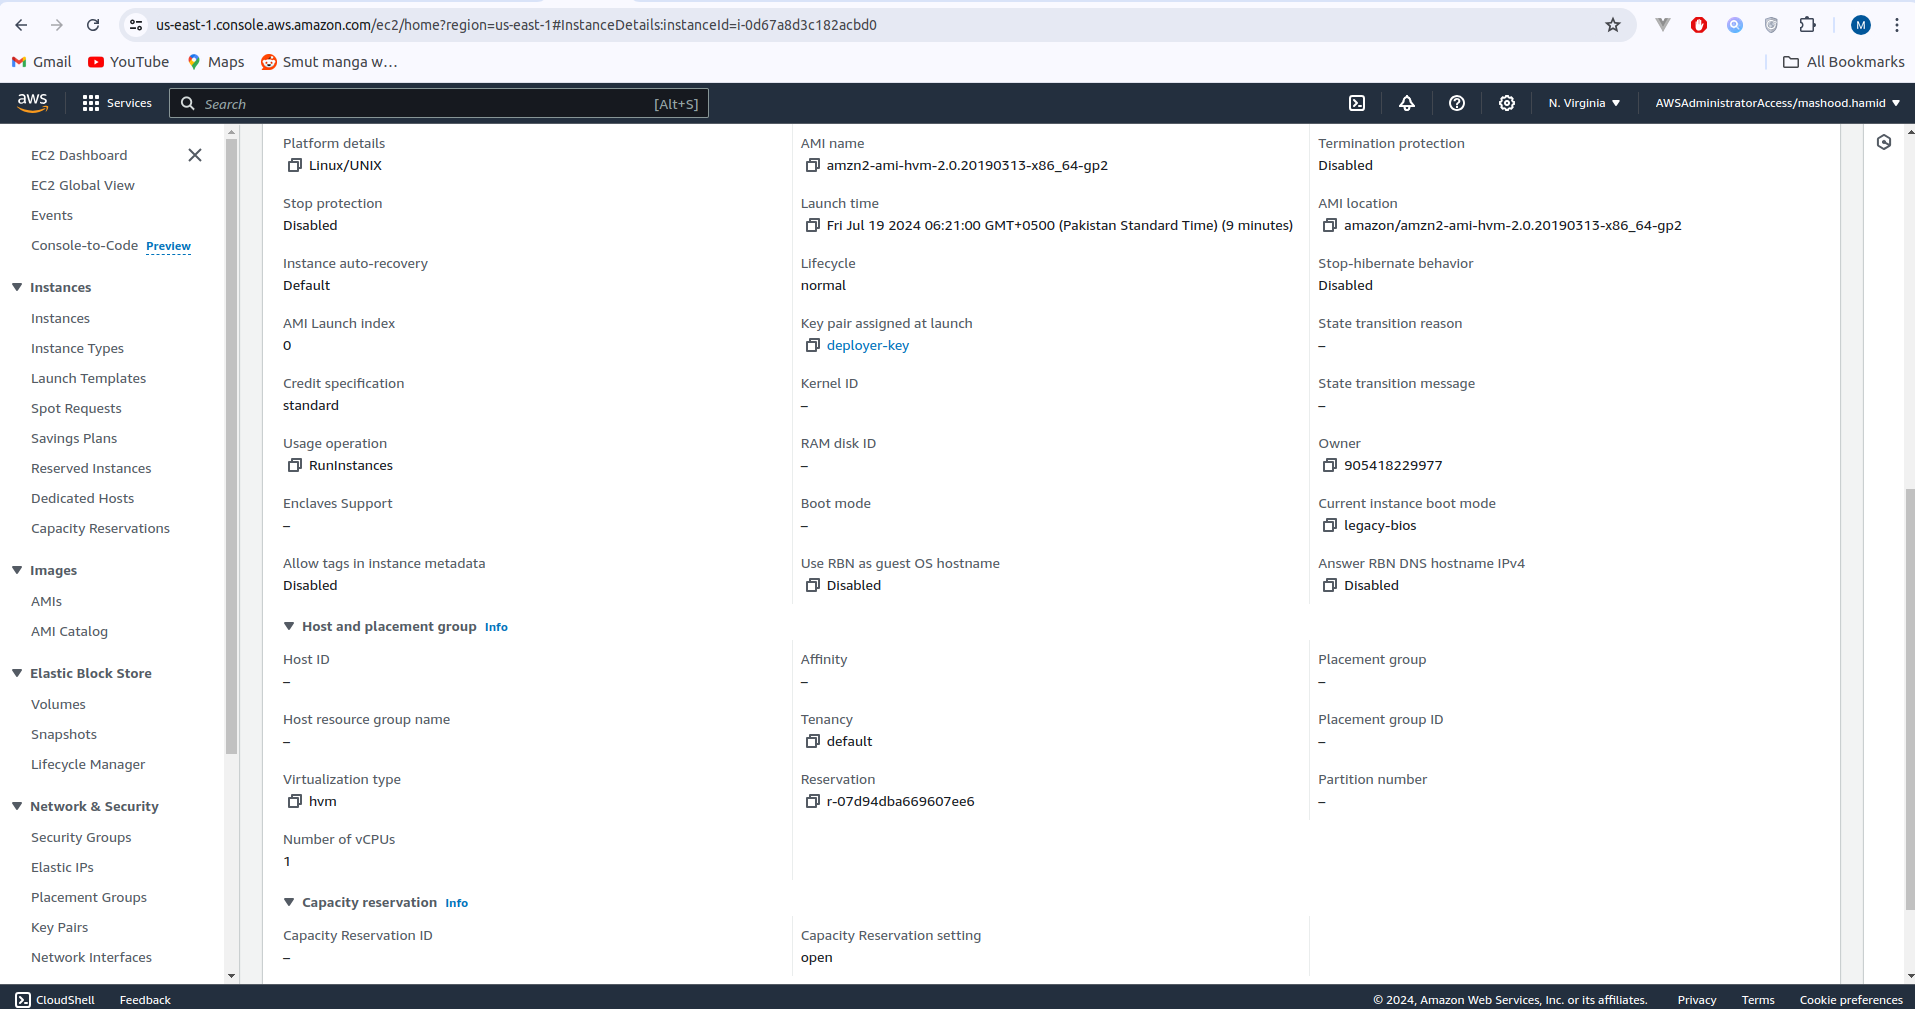 us-east-1.console.aws.amazon.com/ec2/home?region=us-east-1#InstanceDetails:instanceId=i-0d67a8d3c182acbd0
M
Gmail YouTube Maps Smut manga w… All Bookmarks
aws Services Search [Alt+S] N. Virginia AWSAdministratorAccess/mashood.hamid
EC2 Dashboard
EC2 Global View
Events
Console-to-Code Preview
Instances
Instances
Instance Types
Launch Templates
Spot Requests
Savings Plans
Reserved Instances
Dedicated Hosts
Capacity Reservations
Images
AMIs
AMI Catalog
Elastic Block Store
Volumes
Snapshots
Lifecycle Manager
Network & Security
Security Groups
Elastic IPs
Placement Groups
Key Pairs
Network Interfaces
Platform details AMI name Termination protection
Linux/UNIX amzn2-ami-hvm-2.0.20190313-x86_64-gp2 Disabled
Stop protection Launch time AMI location
Disabled Fri Jul 19 2024 06:21:00 GMT+0500 (Pakistan Standard Time) (9 minutes) amazon/amzn2-ami-hvm-2.0.20190313-x86_64-gp2
Instance auto-recovery Lifecycle Stop-hibernate behavior
Default normal Disabled
AMI Launch index Key pair assigned at launch State transition reason
0 deployer-key –
Credit specification Kernel ID State transition message
standard – –
Usage operation RAM disk ID Owner
RunInstances – 905418229977
Enclaves Support Boot mode Current instance boot mode
– – legacy-bios
Allow tags in instance metadata Use RBN as guest OS hostname Answer RBN DNS hostname IPv4
Disabled Disabled Disabled
Host and placement group Info
Host ID Affinity Placement group
– – –
Host resource group name Tenancy Placement group ID
– default –
Virtualization type Reservation Partition number
hvm r-07d94dba669607ee6 –
Number of vCPUs
1
Capacity reservation Info
Capacity Reservation ID Capacity Reservation setting
– open
CloudShell Feedback © 2024, Amazon Web Services, Inc. or its affiliates. Privacy Terms Cookie preferences